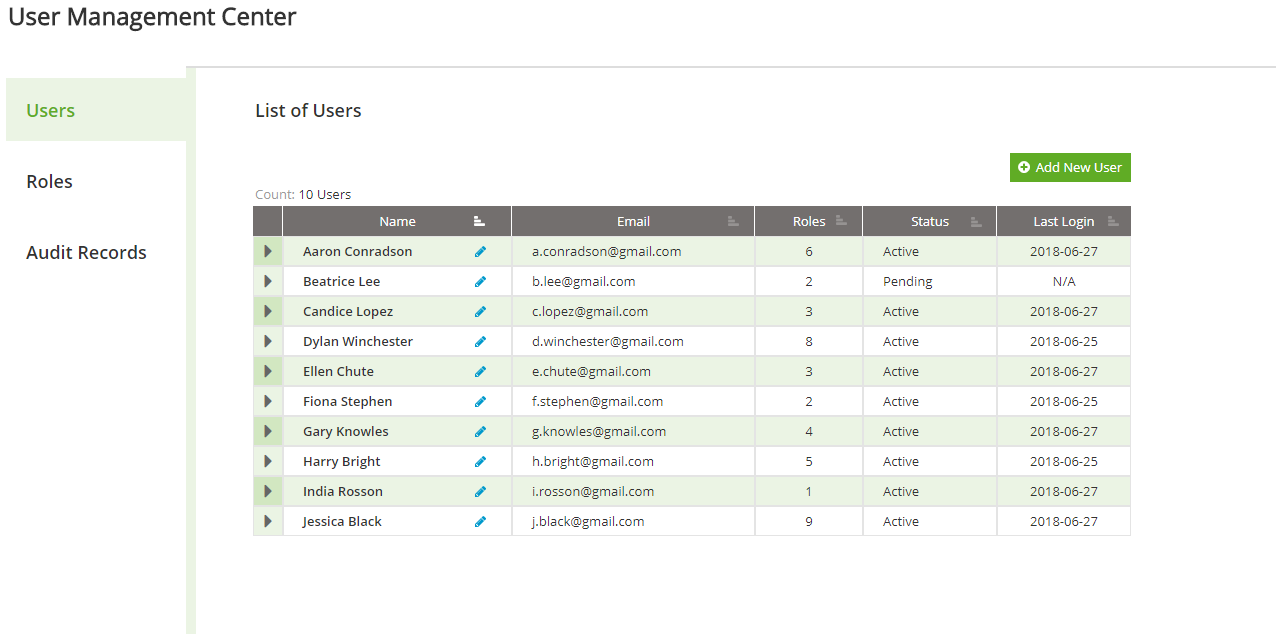 User Management Center
Users
Roles
Audit Records
List of Users
Add New User
Count: 10 Users
Name Email Roles Status Last Login
Aaron Conradson a.conradson@gmail.com 6 Active 2018-06-27
Beatrice Lee b.lee@gmail.com 2 Pending N/A
Candice Lopez c.lopez@gmail.com 3 Active 2018-06-27
Dylan Winchester d.winchester@gmail.com 8 Active 2018-06-25
Ellen Chute e.chute@gmail.com 3 Active 2018-06-27
Fiona Stephen f.stephen@gmail.com 2 Active 2018-06-25
Gary Knowles g.knowles@gmail.com 4 Active 2018-06-27
Harry Bright h.bright@gmail.com 5 Active 2018-06-25
India Rosson i.rosson@gmail.com 1 Active 2018-06-27
Jessica Black j.black@gmail.com 9 Active 2018-06-27